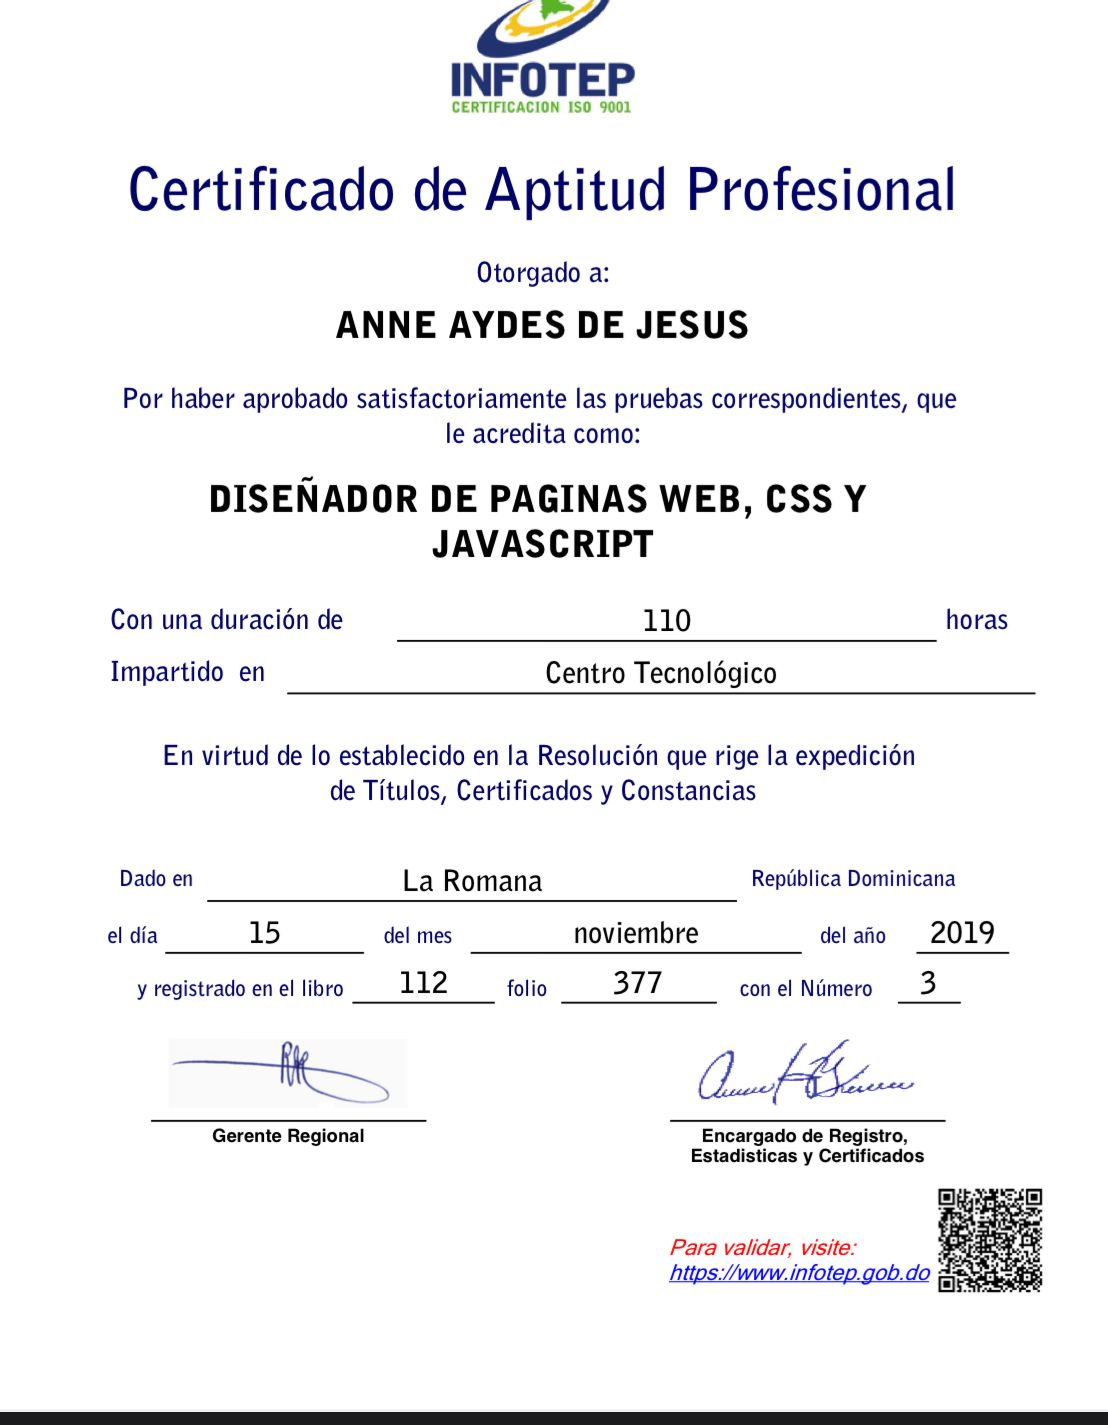 INFOTEP
CERTIFICACION ISO 9001
Certificado de Aptitud Profesional
Otorgado a:
ANNE AYDES DE JESUS
Por haber aprobado satisfactoriamente las pruebas correspondientes, que
le acredita como:
DISEÑADOR DE PAGINAS WEB, CSS Y
JAVASCRIPT
Con una duración de 110 horas
Impartido en Centro Tecnológico
En virtud de lo establecido en la Resolución que rige la expedición
de Títulos, Certificados y Constancias
Dado en La Romana República Dominicana
el día 15 del mes noviembre del año 2019
y registrado en el libro 112 folio 377 con el Número 3
Gerente Regional
Encargado de Registro,
Estadisticas y Certificados
Para validar, visite:
https://www.infotep.gob.do